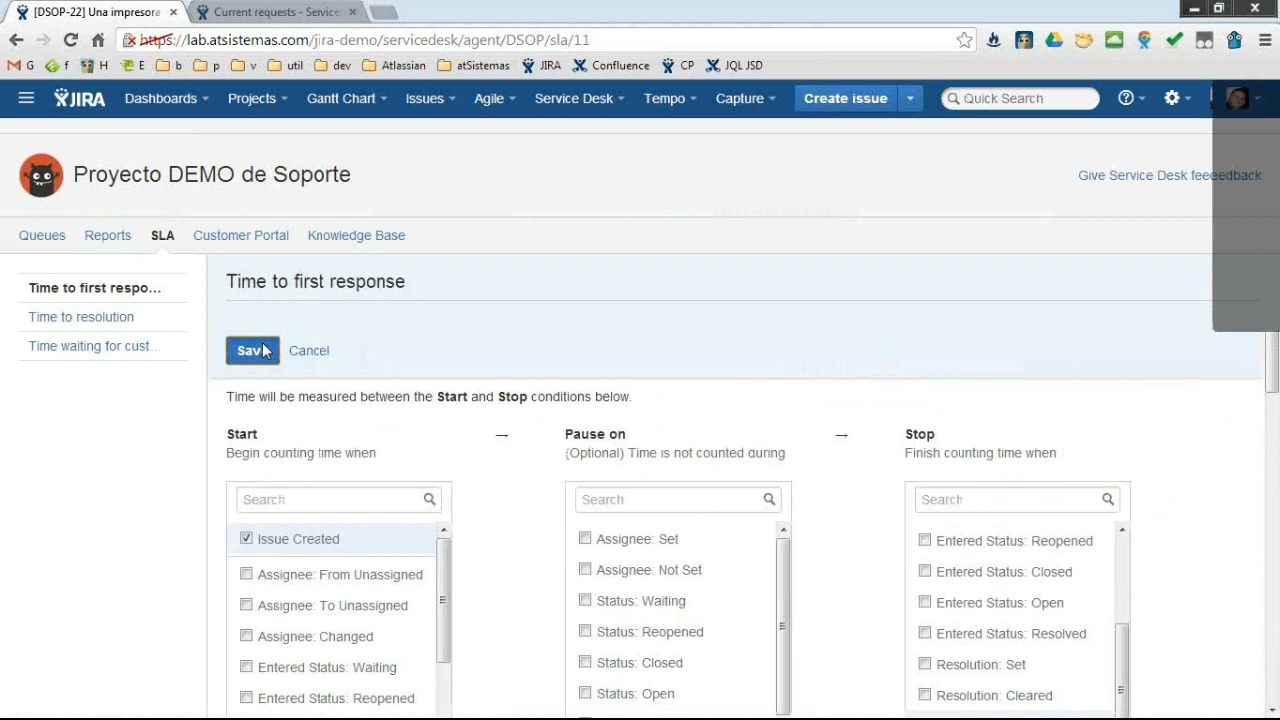 [DSOP-22] Una impresora
Current requests - Service
https://lab.atsistemas.com/jira-demo/servicedesk/agent/DSOP/sla/11
G f H E b p v util dev Atlassian atSistemas JIRA Confluence CP JQL JSD
JIRA Dashboards Projects Gantt Chart Issues Agile Service Desk Tempo Capture Create issue Quick Search
Proyecto DEMO de Soporte
Give Service Desk feeeedback
Queues Reports SLA Customer Portal Knowledge Base
Time to first respo...
Time to resolution
Time waiting for cust...
Time to first response
Save Cancel
Time will be measured between the Start and Stop conditions below.
Start → Pause on → Stop
Begin counting time when (Optional) Time is not counted during Finish counting time when
Search Search Search
Issue Created
Assignee: From Unassigned
Assignee: To Unassigned
Assignee: Changed
Entered Status: Waiting
Entered Status: Reopened
Assignee: Set
Assignee: Not Set
Status: Waiting
Status: Reopened
Status: Closed
Status: Open
Entered Status: Reopened
Entered Status: Closed
Entered Status: Open
Entered Status: Resolved
Resolution: Set
Resolution: Cleared